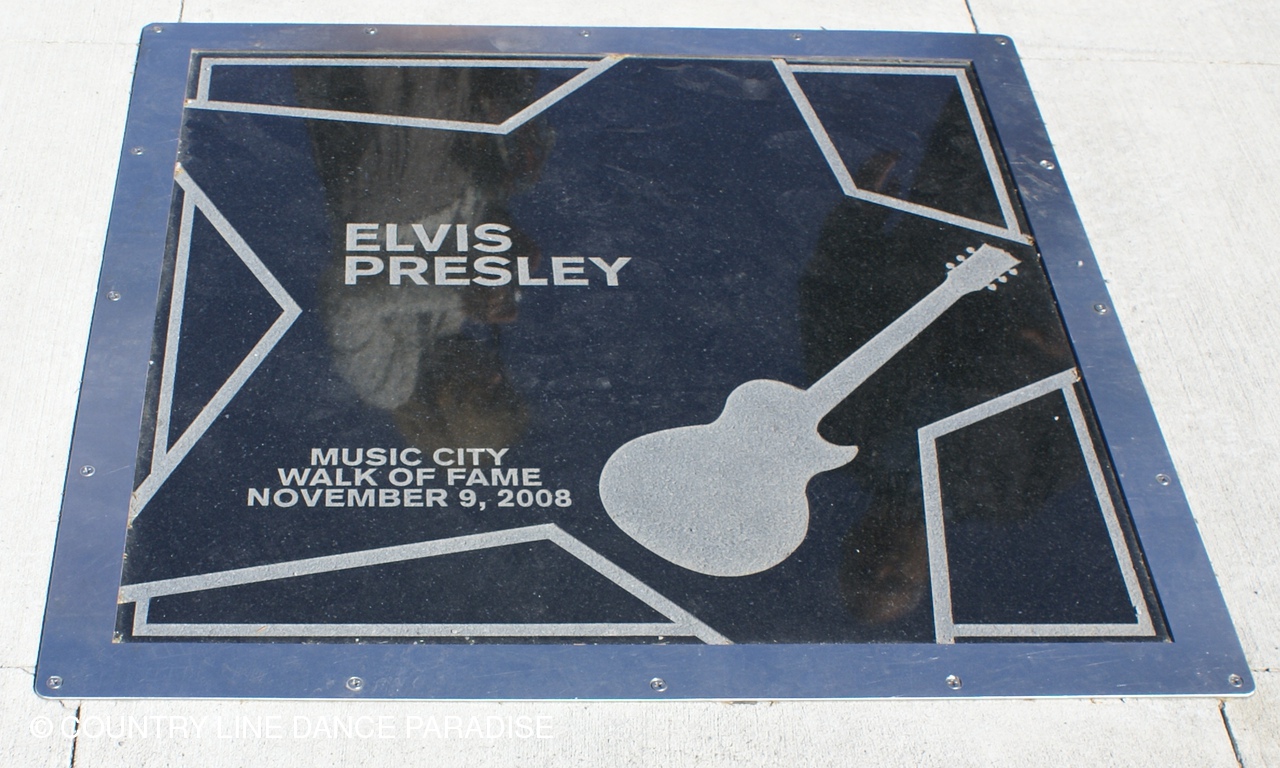 ELVIS
PRESLEY
MUSIC CITY
WALK OF FAME
NOVEMBER 9, 2008
© COUNTRY LINE DANCE PARADISE